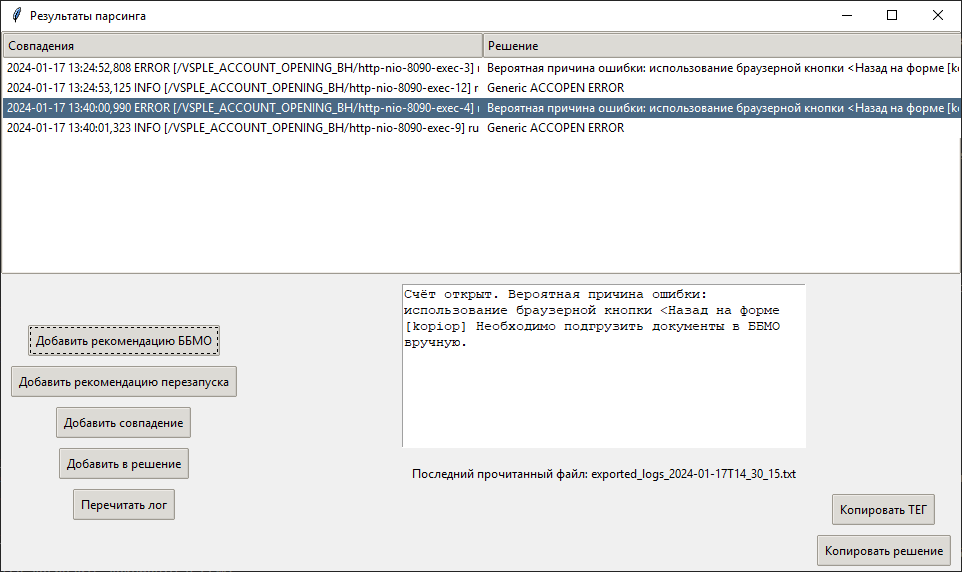 Результаты парсинга
Совпадения Решение
2024-01-17 13:24:52,808 ERROR [/VSPLE_ACCOUNT_OPENING_BH/http-nio-8090-exec-3] Вероятная причина ошибки: использование браузерной кнопки <Назад на форме
2024-01-17 13:24:53,125 INFO [/VSPLE_ACCOUNT_OPENING_BH/http-nio-8090-exec-12] r Generic ACCOPEN ERROR
2024-01-17 13:40:00,990 ERROR [/VSPLE_ACCOUNT_OPENING_BH/http-nio-8090-exec-4] Вероятная причина ошибки: использование браузерной кнопки <Назад на форме
2024-01-17 13:40:01,323 INFO [/VSPLE_ACCOUNT_OPENING_BH/http-nio-8090-exec-9] ru Generic ACCOPEN ERROR
Счёт открыт. Вероятная причина ошибки:
использование браузерной кнопки <Назад на форме
[kopiop] Необходимо подгрузить документы в ББМО
вручную.
Добавить рекомендацию ББМО
Добавить рекомендацию перезапуска
Добавить совпадение
Добавить в решение
Перечитать лог
Последний прочитанный файл: exported_logs_2024-01-17T14_30_15.txt
Копировать ТЕГ
Копировать решение